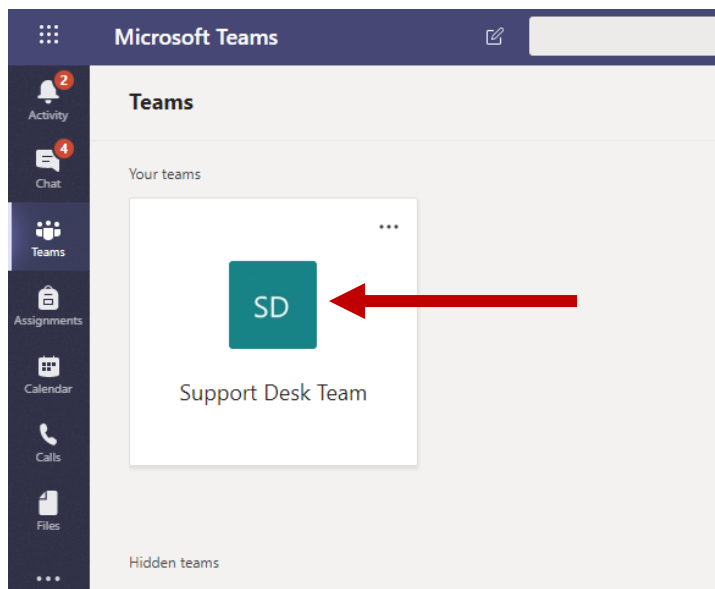 Microsoft Teams
2
Activity
4
Chat
Teams
Assignments
Calendar
Calls
Files
Teams
Your teams
SD
Support Desk Team
Hidden teams